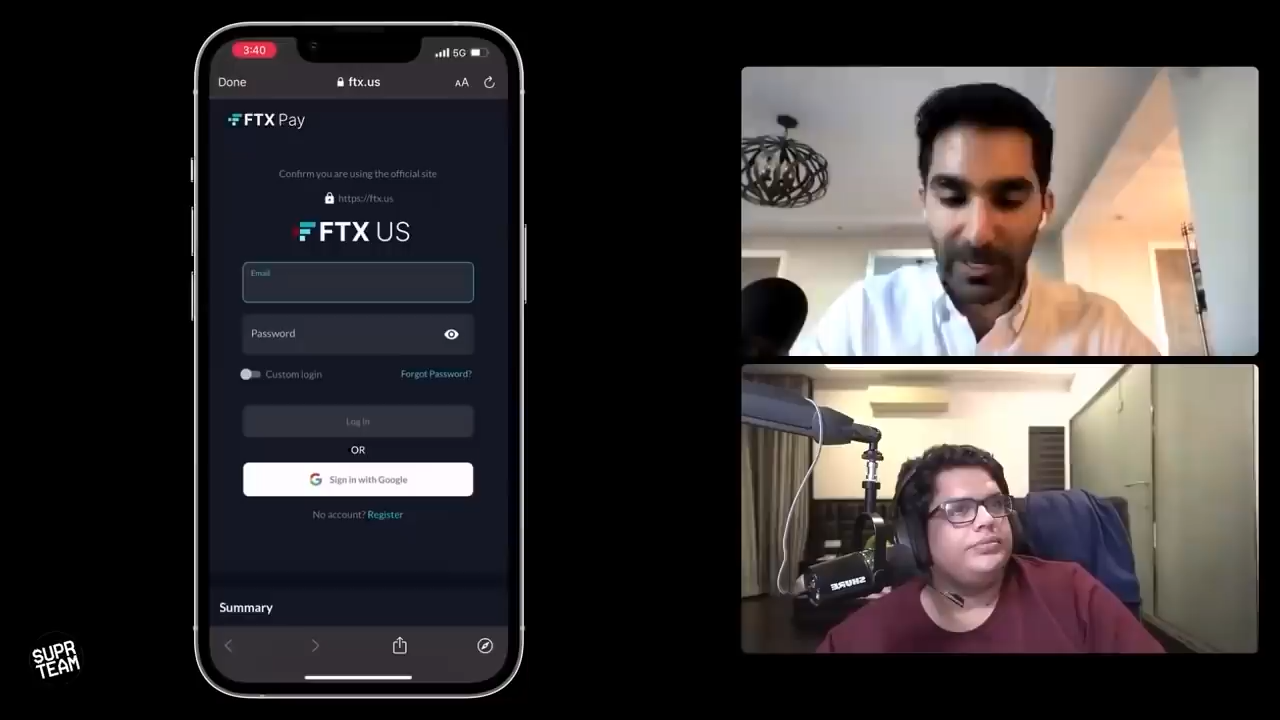 3:40
5G
Done
ftx.us
AA
FTX Pay
Confirm you are using the official site
https://ftx.us
FTX US
Email
Password
Custom login
Forgot Password?
Log In
OR
Sign in with Google
No account? Register
Summary
SHURE
SUPR
TEAM